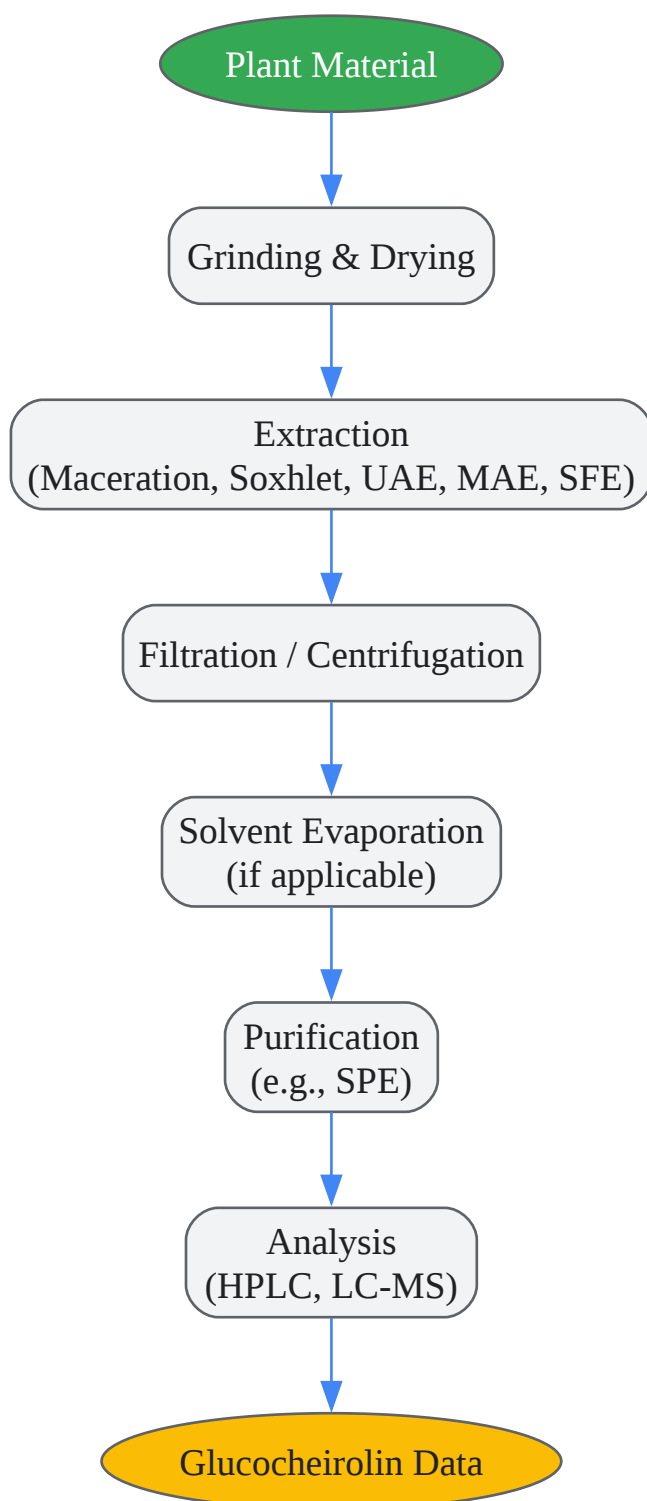 Plant Material
Grinding & Drying
Extraction
(Maceration, Soxhlet, UAE, MAE, SFE)
Filtration / Centrifugation
Solvent Evaporation
(if applicable)
Purification
(e.g., SPE)
Analysis
(HPLC, LC-MS)
Glucocheirolin Data